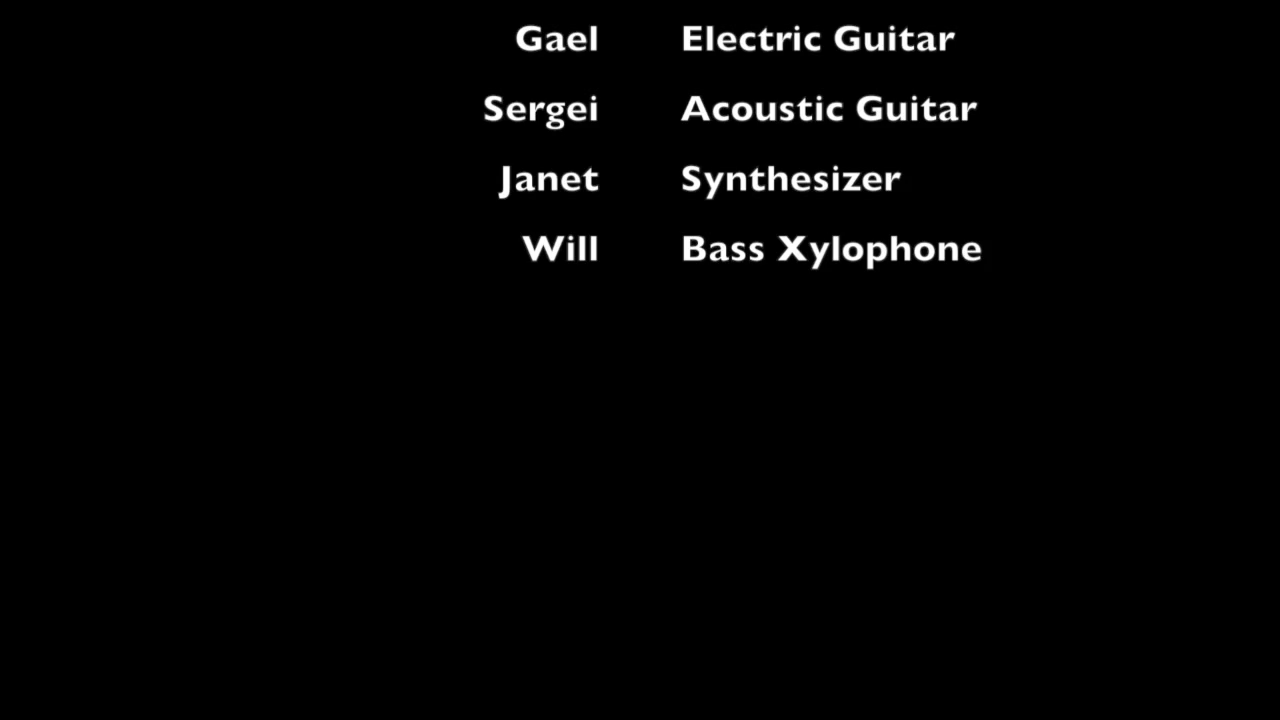 Gael Electric Guitar
Sergei Acoustic Guitar
Janet Synthesizer
Will Bass Xylophone